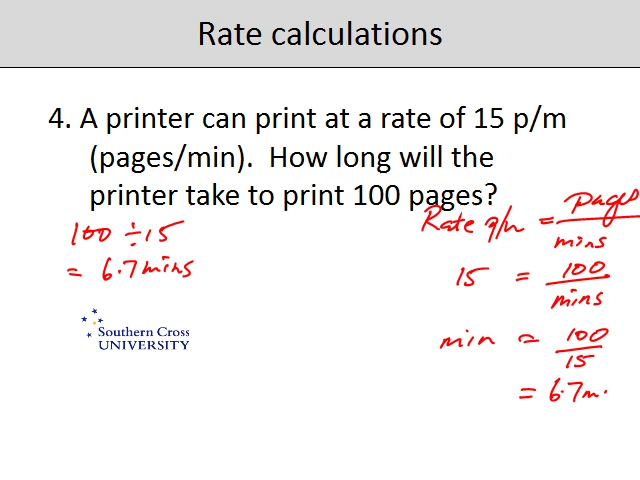 Rate calculations
4. A printer can print at a rate of 15 p/m
(pages/min). How long will the
printer take to print 100 pages?
100 ÷ 15
= 6.7 mins
Rate p/m = pages / mins
15 = 100 / mins
min = 100 / 15
= 6.7 m.
Southern Cross
UNIVERSITY